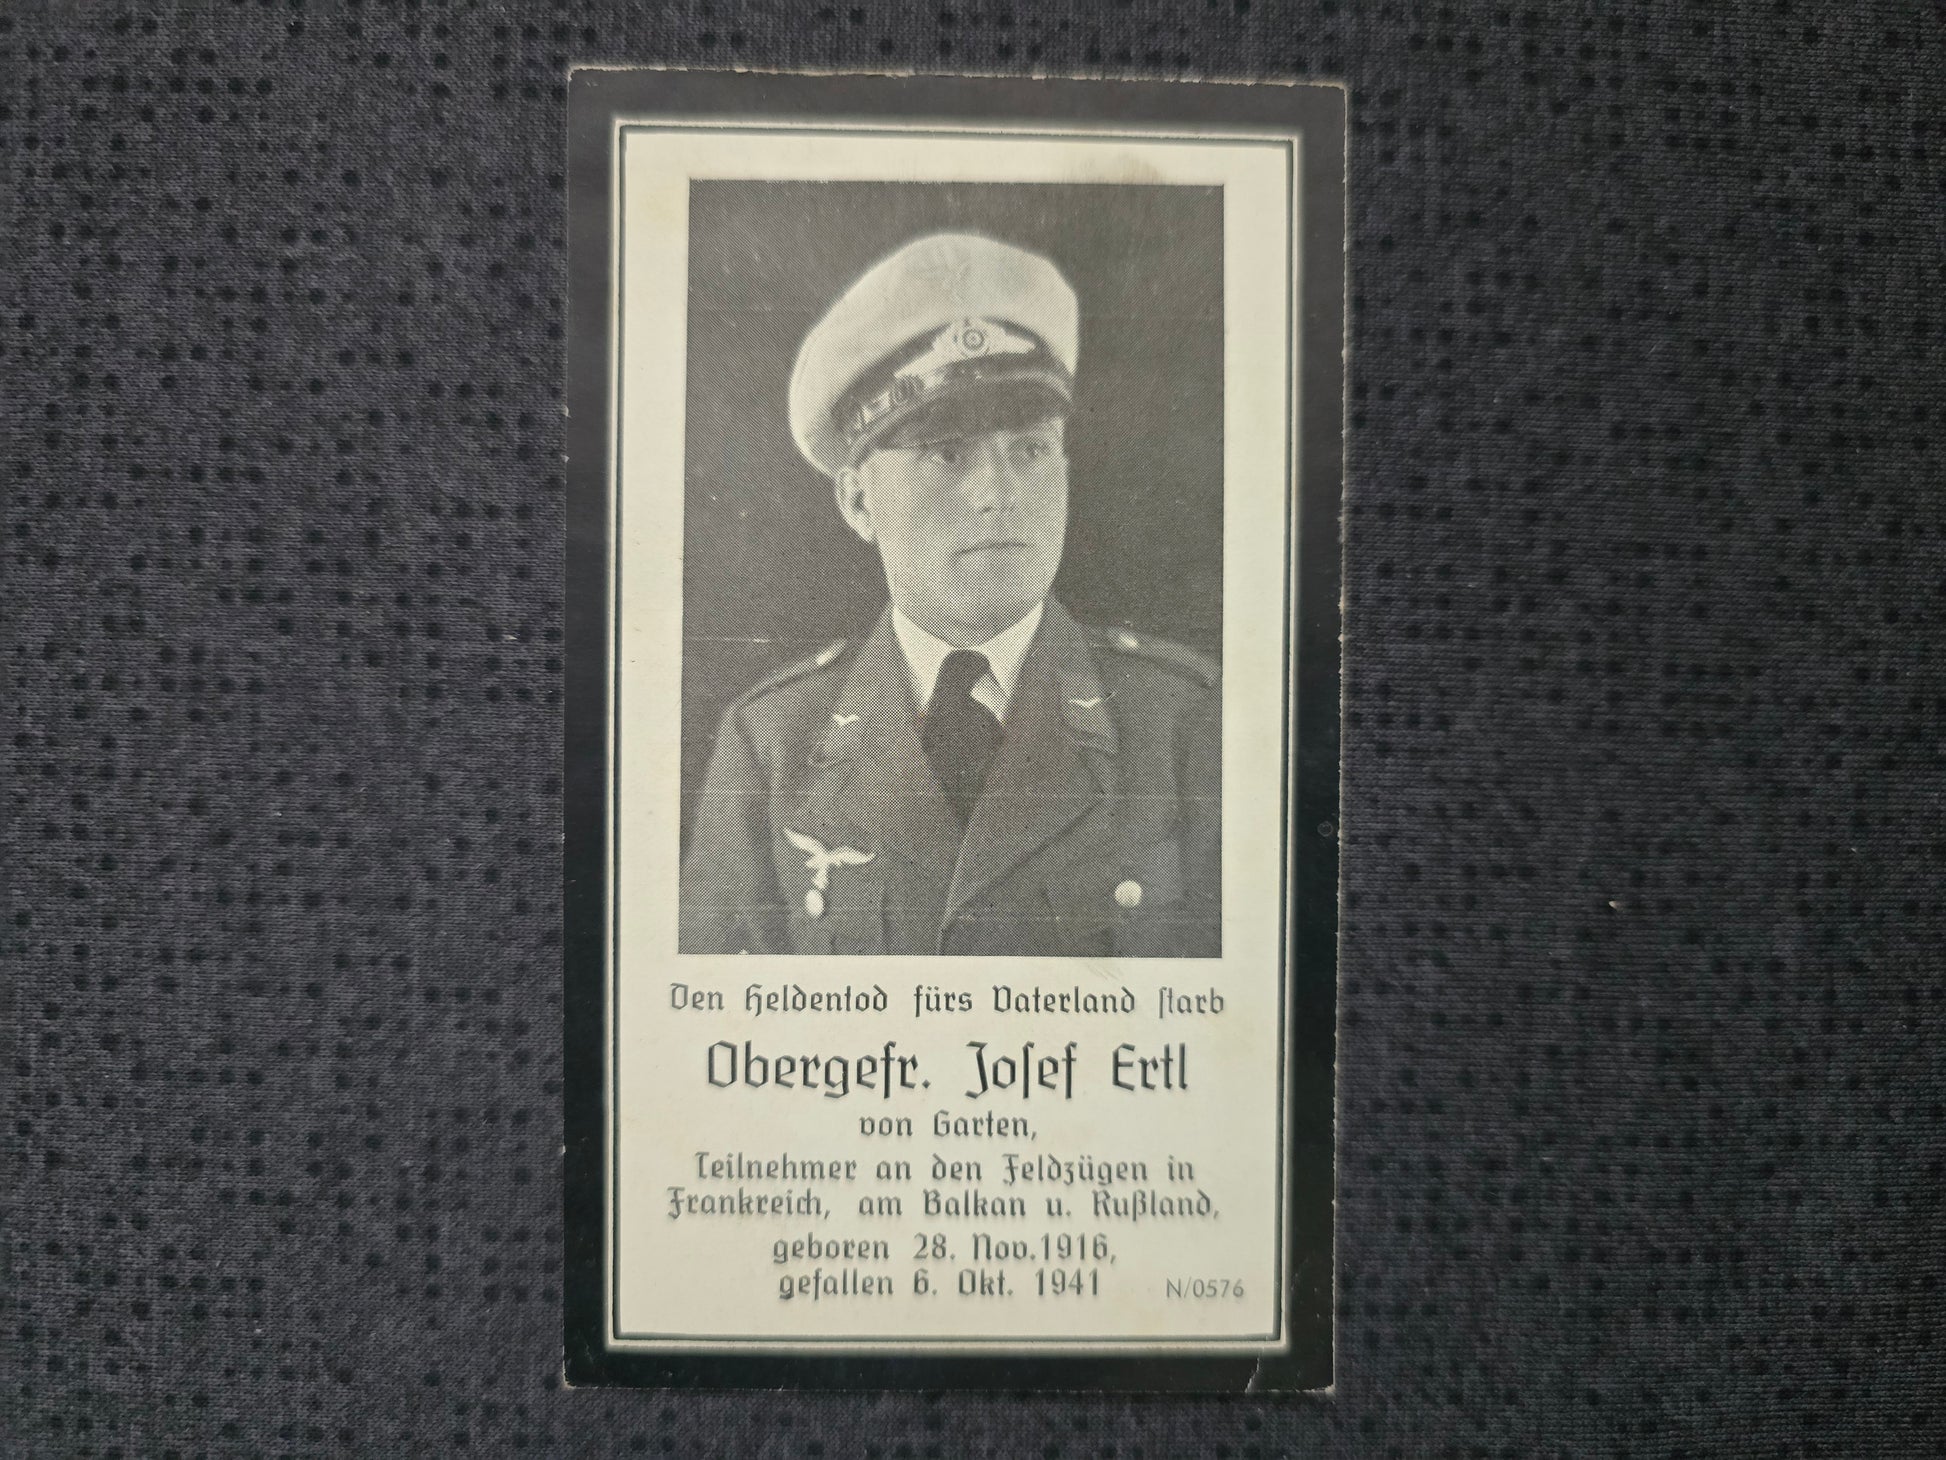 Den Heldentod fürs Vaterland starb
Obergefr. Josef Ertl
von Garten,
Teilnehmer an den Feldzügen in
Frankreich, am Balkan u. Rußland,
geboren 28. Nov. 1916,
gefallen 6. Okt. 1941
N/0576